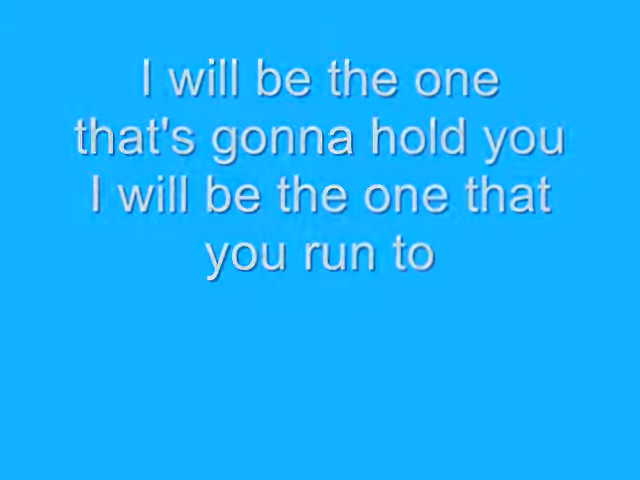 I will be the one
that's gonna hold you
I will be the one that
you run to